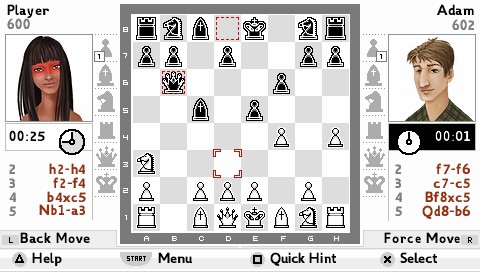 Player
600
Adam
602
8
7
6
5
4
3
2
1
A B C D E F G H
1
1
00:25
00:01
2 h2-h4
3 f2-f4
4 b4xc5
5 Nb1-a3
2 f7-f6
3 c7-c5
4 Bf8xc5
5 Qd8-b6
L Back Move
Force Move R
Help
START Menu
Quick Hint
Select